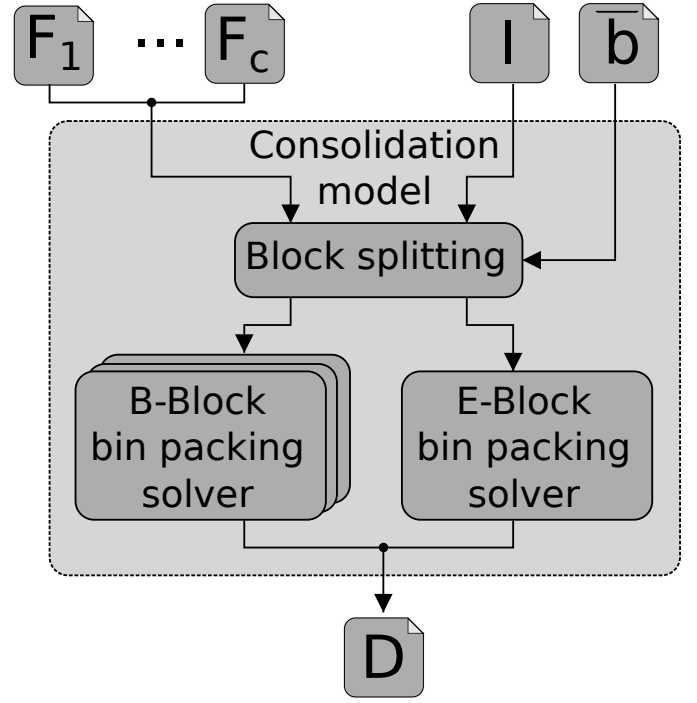 F1 ... Fc I b̅
Consolidation
model
Block splitting
B-Block
bin packing
solver
E-Block
bin packing
solver
D